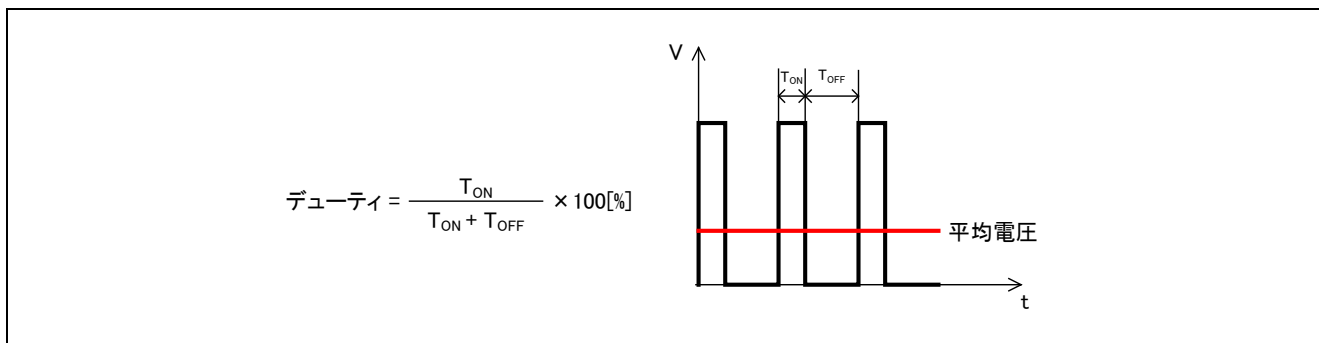 デューティ = T_ON / (T_ON + T_OFF) × 100[%]
V
T_ON
T_OFF
平均電圧
t